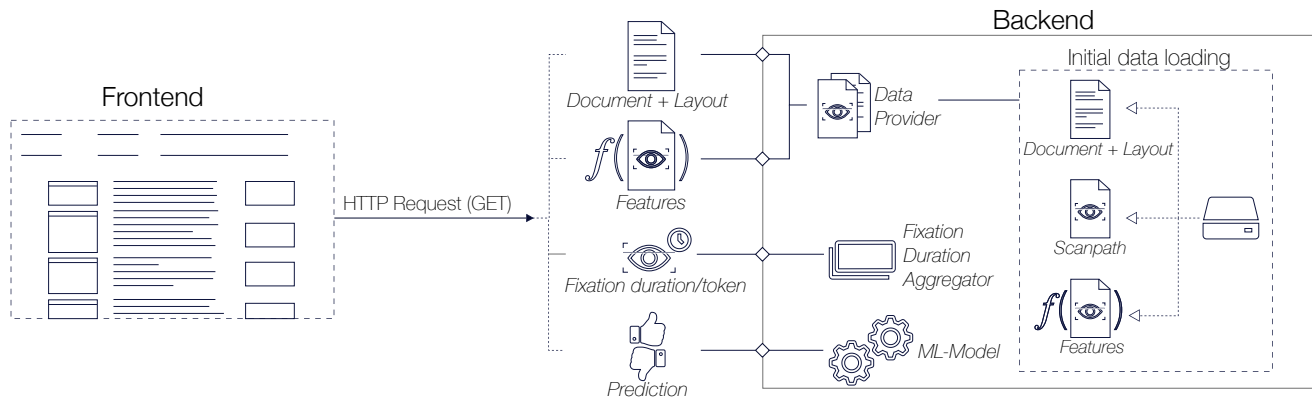 Backend
Initial data loading
Frontend
Document + Layout
Data
Provider
Document + Layout
HTTP Request (GET)
f(
)
Features
Scanpath
Fixation duration/token
Fixation
Duration
Aggregator
f(
)
Features
Prediction
ML-Model